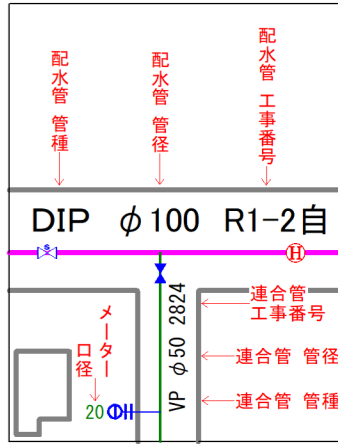 配水管 管種
配水管 管径
配水管 工事番号
DIP φ100 R1-2自
S
H
連合管
工事番号
VP φ50 2824
メーター
口径
連合管 管径
20
連合管 管種